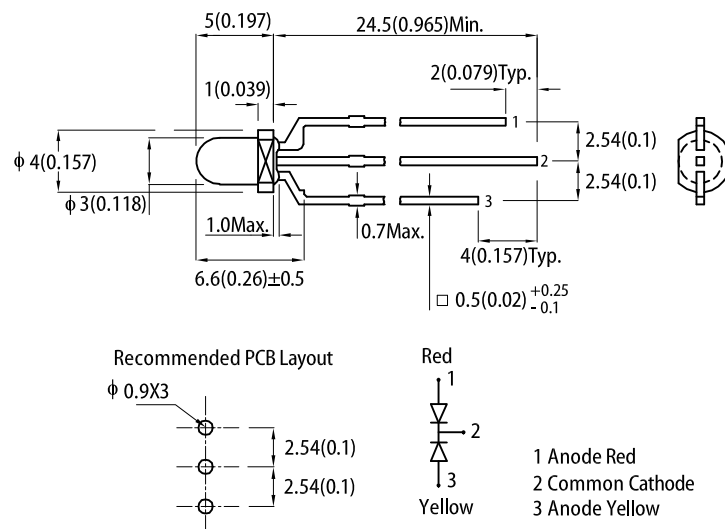 5(0.197)
24.5(0.965)Min.
2(0.079)Typ.
1(0.039)
1
ϕ 4(0.157)
2.54(0.1)
2
2.54(0.1)
ϕ 3(0.118)
3
1.0Max.
0.7Max.
4(0.157)Typ.
6.6(0.26)±0.5
□ 0.5(0.02) +0.25
- 0.1
Recommended PCB Layout
Red
ϕ 0.9X3
1
2.54(0.1)
2
2.54(0.1)
3
Yellow
1 Anode Red
2 Common Cathode
3 Anode Yellow